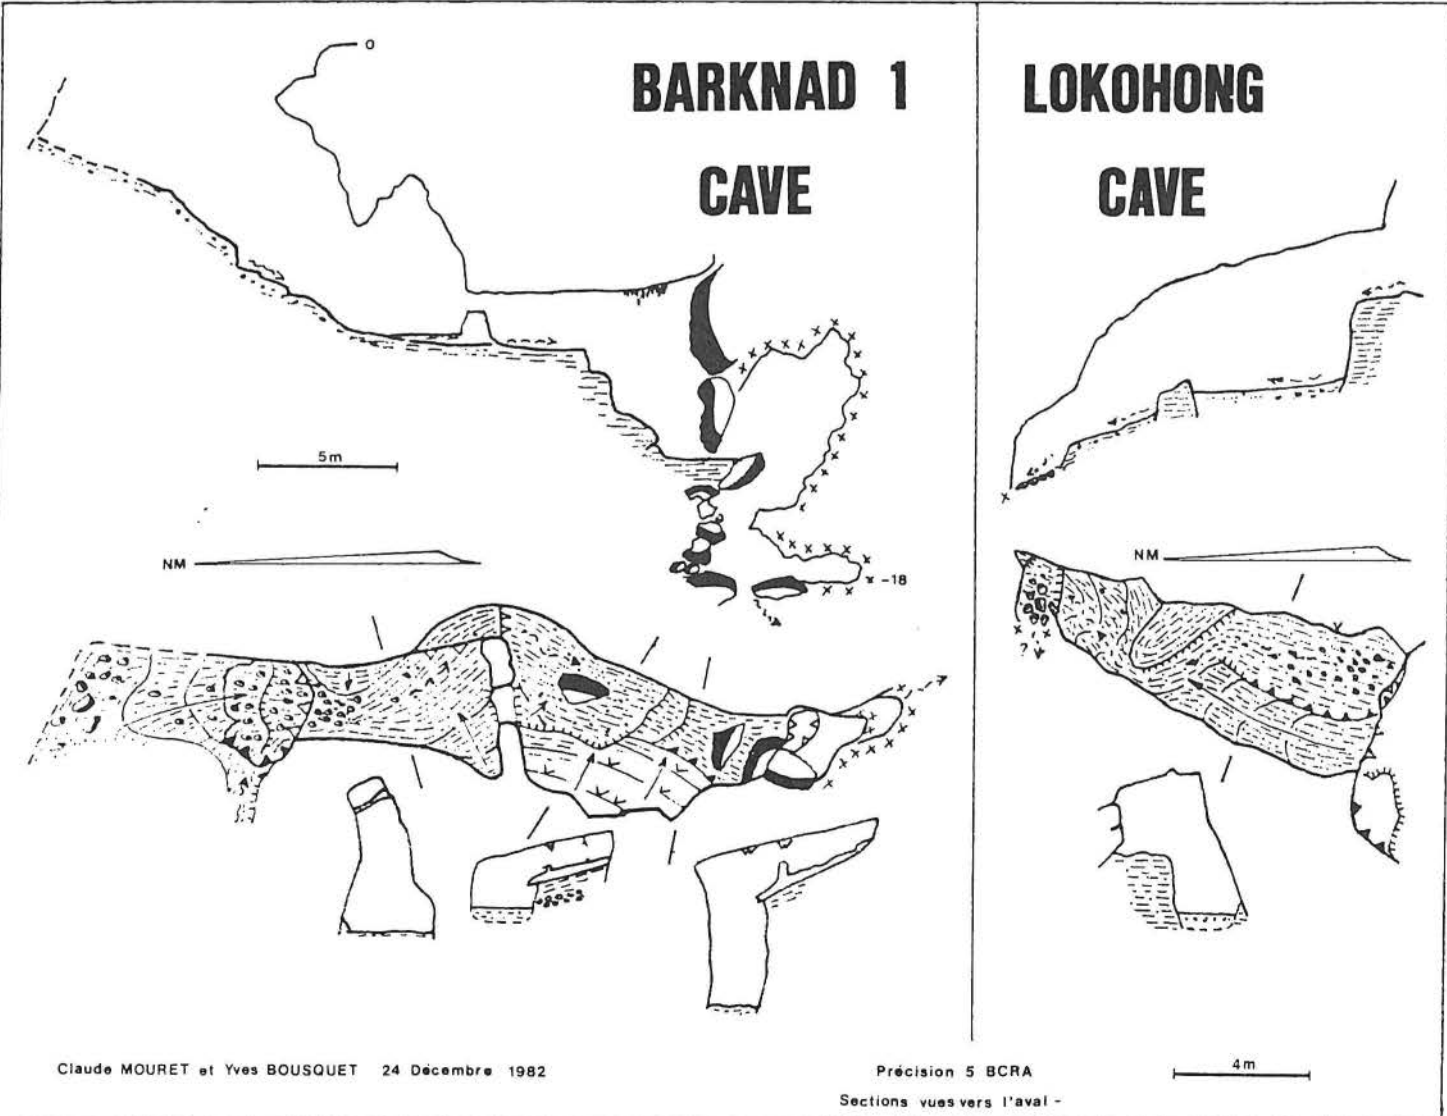 BARKNAD 1
CAVE
LOKOHONG
CAVE
0
5m
NM
-18
NM
?
Claude MOURET et Yves BOUSQUET 24 Décembre 1982
Précision 5 BCRA
Sections vues vers l'aval -
4m